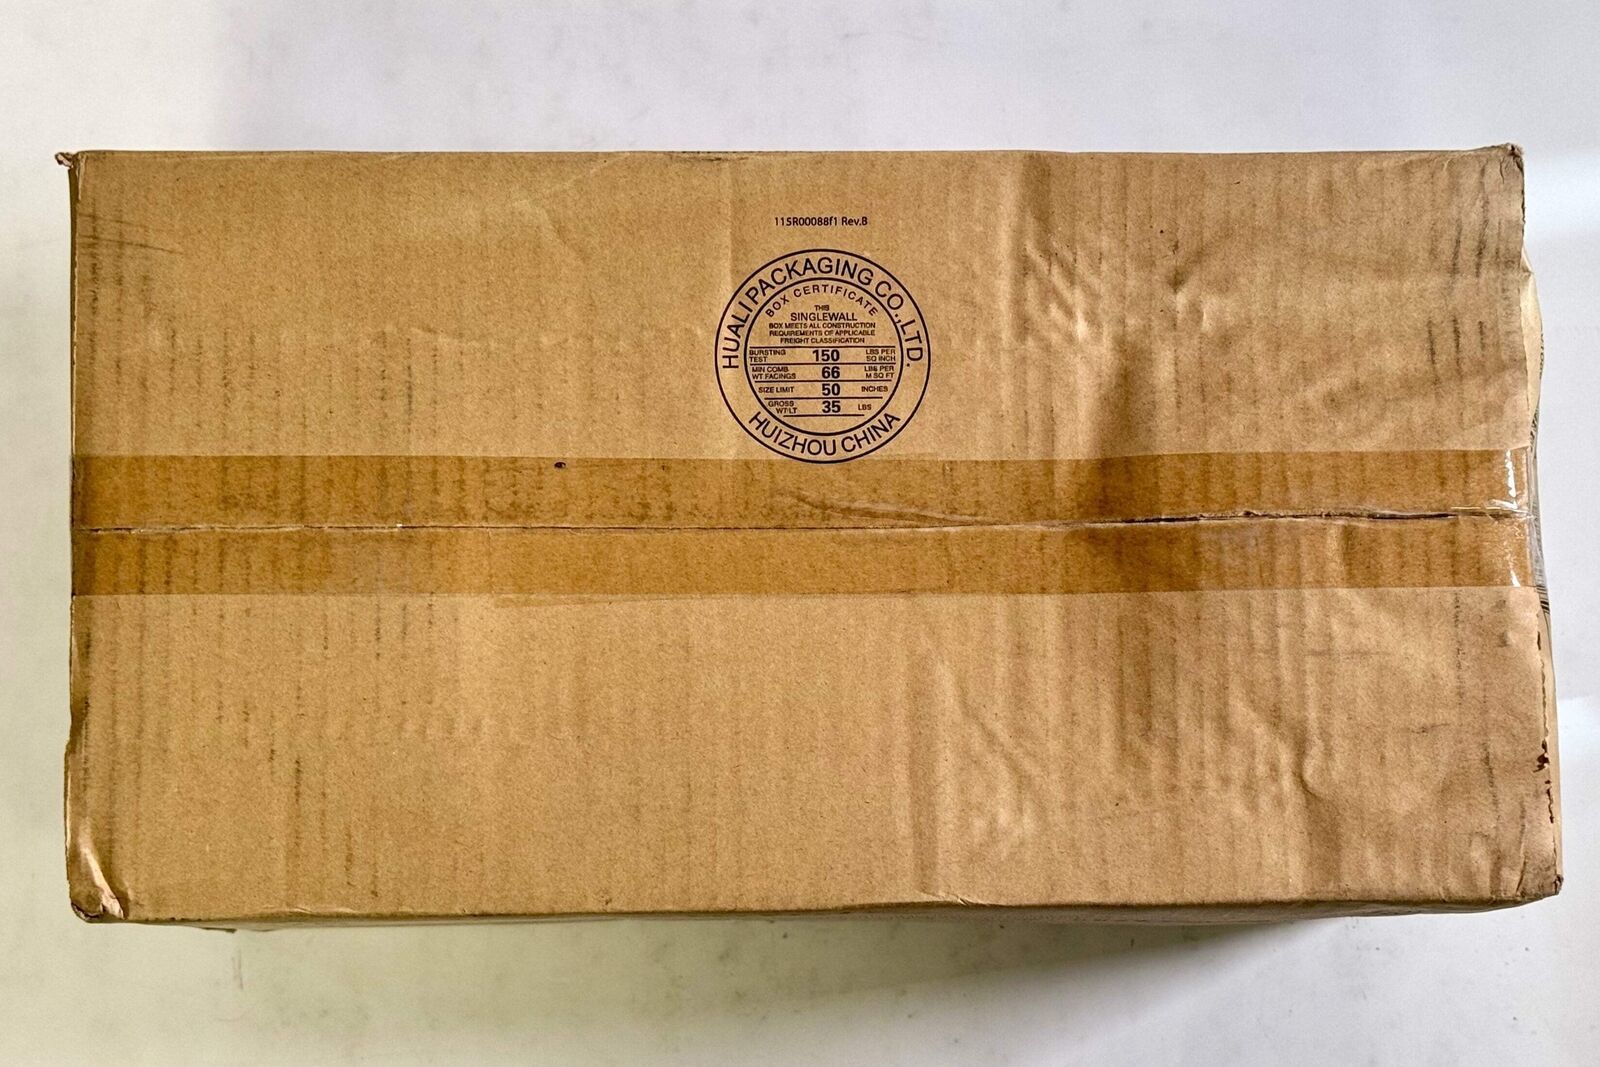 115R00088f1 Rev.B
HUALI PACKAGING CO., LTD.
BOX CERTIFICATE
THIS
SINGLEWALL
BOX MEETS ALL CONSTRUCTION
REQUIREMENTS OF APPLICABLE
FREIGHT CLASSIFICATION
BURSTING TEST 150 LBS PER SQ INCH
MIN COMB WT FACINGS 66 LBS PER M SQ FT
SIZE LIMIT 50 INCHES
GROSS WT LT 35 LBS
HUIZHOU CHINA